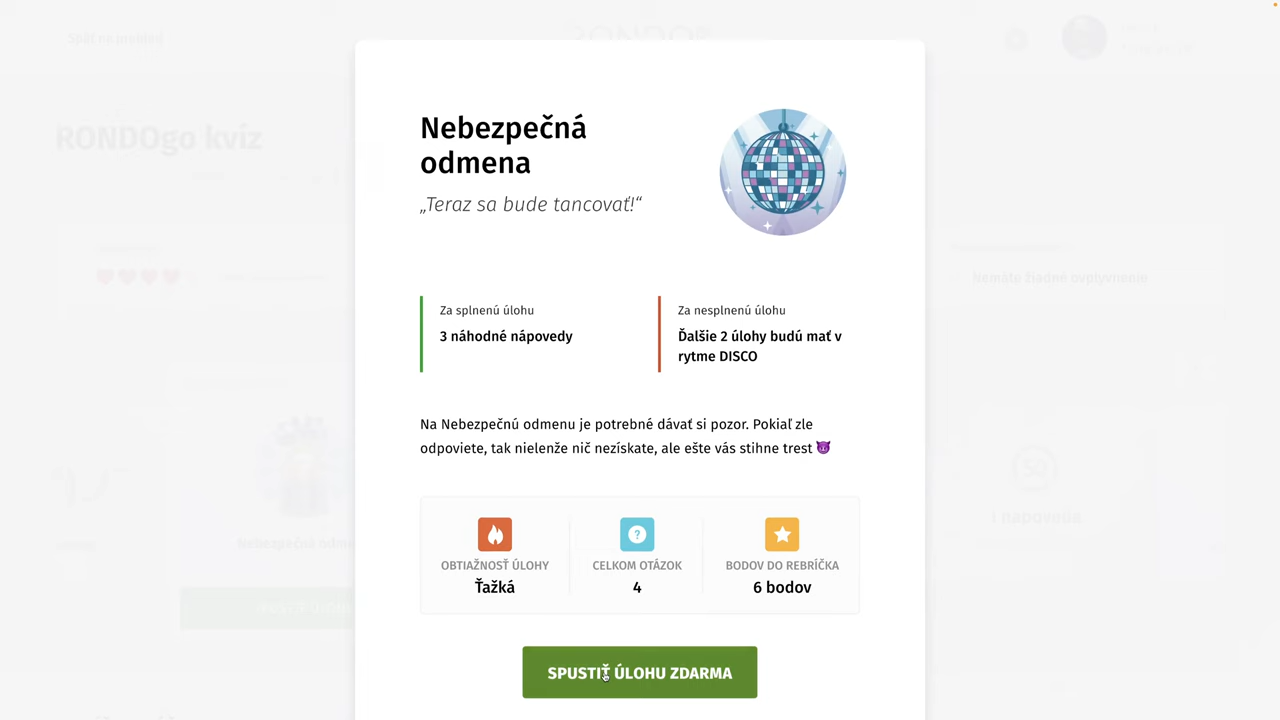 RONDOgo kvíz
Nebezpečná
odmena
„Teraz sa bude tancovať!“
Nemáte žiadné ovplyvnenie
Za splnenú úlohu
3 náhodné nápovedy
Za nesplnenú úlohu
Ďalšie 2 úlohy budú mať v
rytme DISCO
Na Nebezpečnú odmenu je potrebné dávať si pozor. Pokiaľ zle
odpoviete, tak nielenže nič nezískate, ale ešte vás stihne trest
OBTIAŽNOSŤ ÚLOHY
Ťažká
CELKOM OTÁZOK
4
BODOV DO REBRÍČKA
6 bodov
SPUSTIŤ ÚLOHU ZDARMA